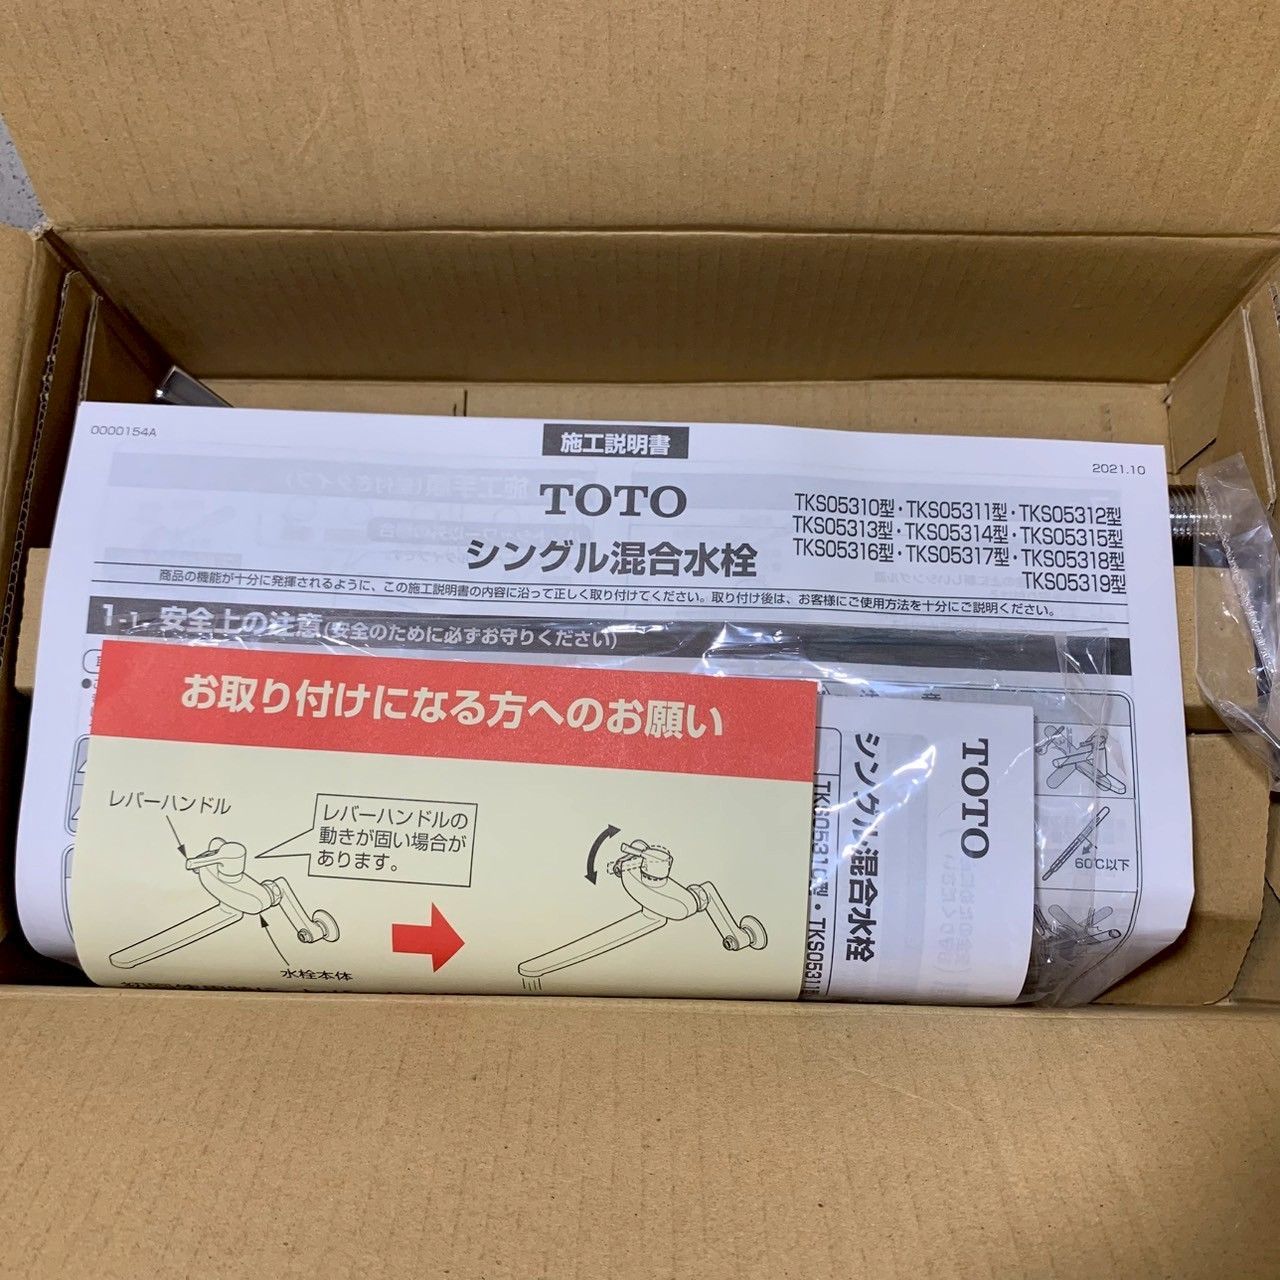 0000154A
施工説明書
2021.10
TOTO
シングル混合水栓
TKS05310型・TKS05311型・TKS05312型
TKS05313型・TKS05314型・TKS05315型
TKS05316型・TKS05317型・TKS05318型
TKS05319型
商品の機能が十分に発揮されるように、この施工説明書の内容に沿って正しく取り付けてください。取り付け後は、お客様にご使用方法を十分にご説明ください。
1-1. 安全上の注意(安全のために必ずお守りください)
お取り付けになる方へのお願い
レバーハンドル
レバーハンドルの
動きが固い場合が
あります。
水栓本体
TOTO
シングル混合水栓
TKS05310型・TKS05311
60℃以下